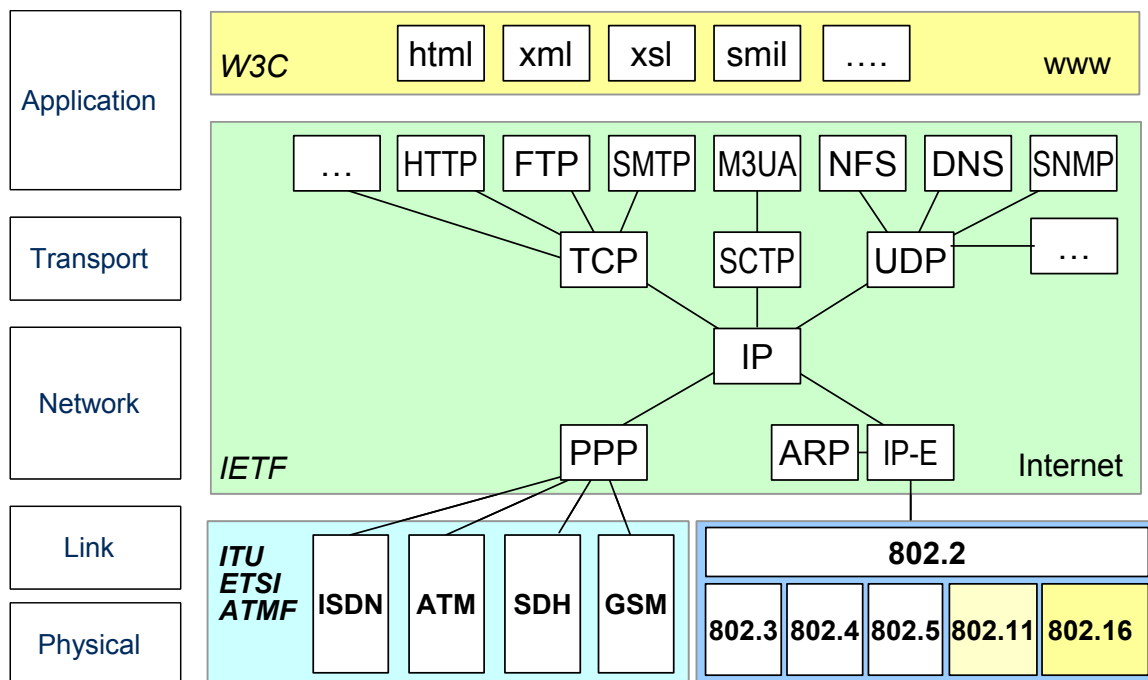 Application
Transport
Network
Link
Physical
W3C
html
xml
xsl
smil
....
www
...
HTTP
FTP
SMTP
M3UA
NFS
DNS
SNMP
TCP
SCTP
UDP
...
IP
PPP
ARP
IP-E
IETF
Internet
ITU
ETSI
ATMF
ISDN
ATM
SDH
GSM
802.2
802.3
802.4
802.5
802.11
802.16